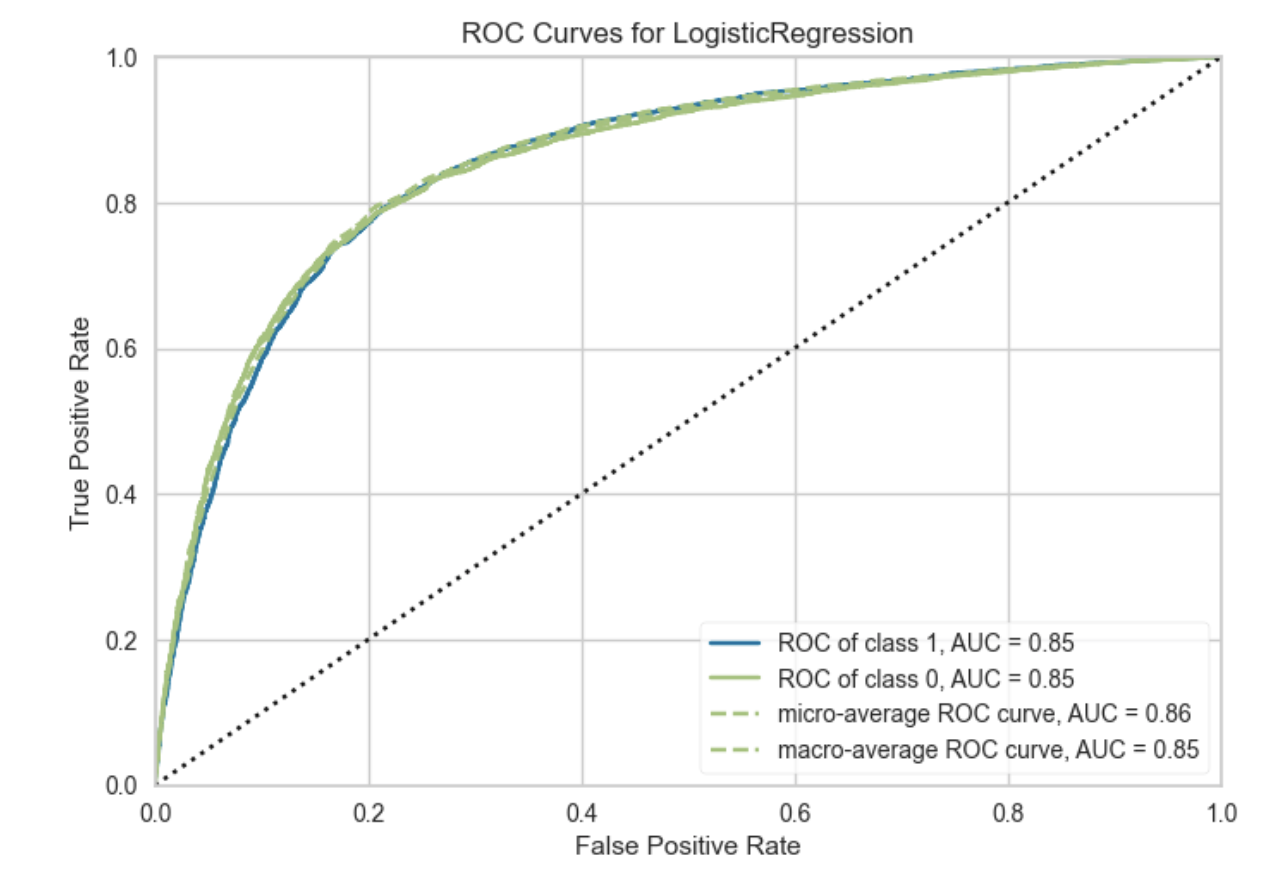 ROC Curves for LogisticRegression
1.0
0.8
0.6
0.4
0.2
0.0
True Positive Rate
ROC of class 1, AUC = 0.85
ROC of class 0, AUC = 0.85
micro-average ROC curve, AUC = 0.86
macro-average ROC curve, AUC = 0.85
0.0 0.2 0.4 0.6 0.8 1.0
False Positive Rate